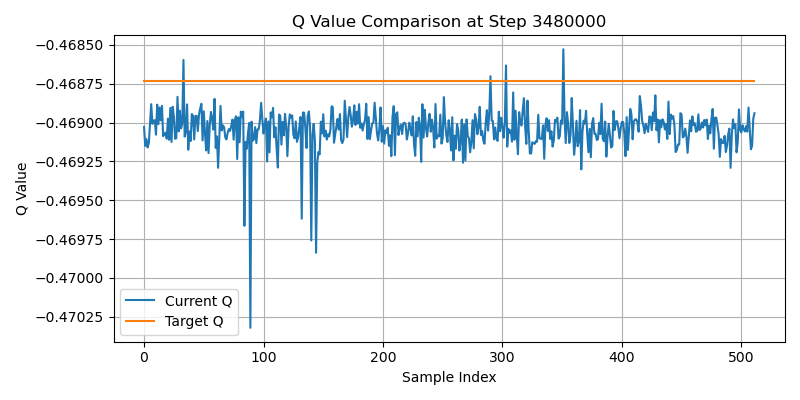 Q Value Comparison at Step 3480000
Q Value
−0.46850
−0.46875
−0.46900
−0.46925
−0.46950
−0.46975
−0.47000
−0.47025
Current Q
Target Q
0
100
200
300
400
500
Sample Index